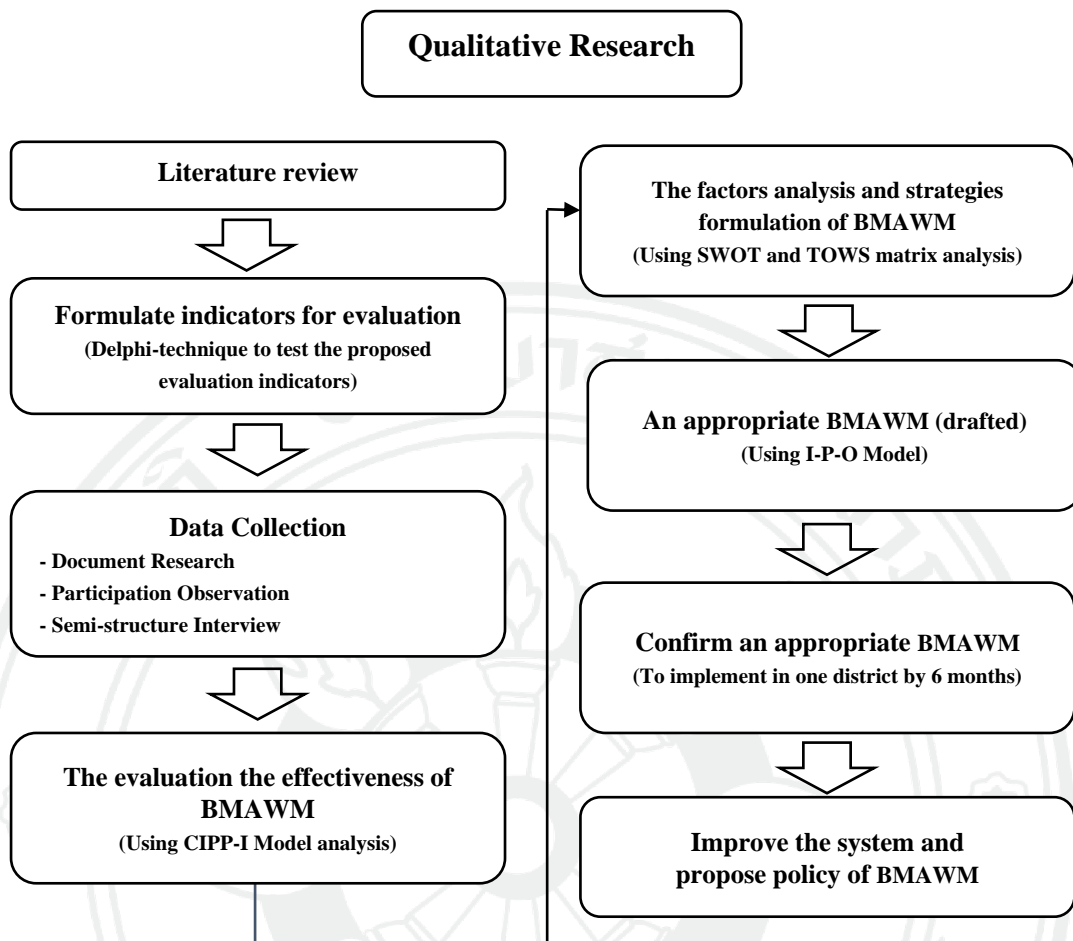 Qualitative Research
Literature review
Formulate indicators for evaluation
(Delphi-technique to test the proposed
evaluation indicators)
Data Collection
- Document Research
- Participation Observation
- Semi-structure Interview
The evaluation the effectiveness of
BMAWM
(Using CIPP-I Model analysis)
The factors analysis and strategies
formulation of BMAWM
(Using SWOT and TOWS matrix analysis)
An appropriate BMAWM (drafted)
(Using I-P-O Model)
Confirm an appropriate BMAWM
(To implement in one district by 6 months)
Improve the system and
propose policy of BMAWM